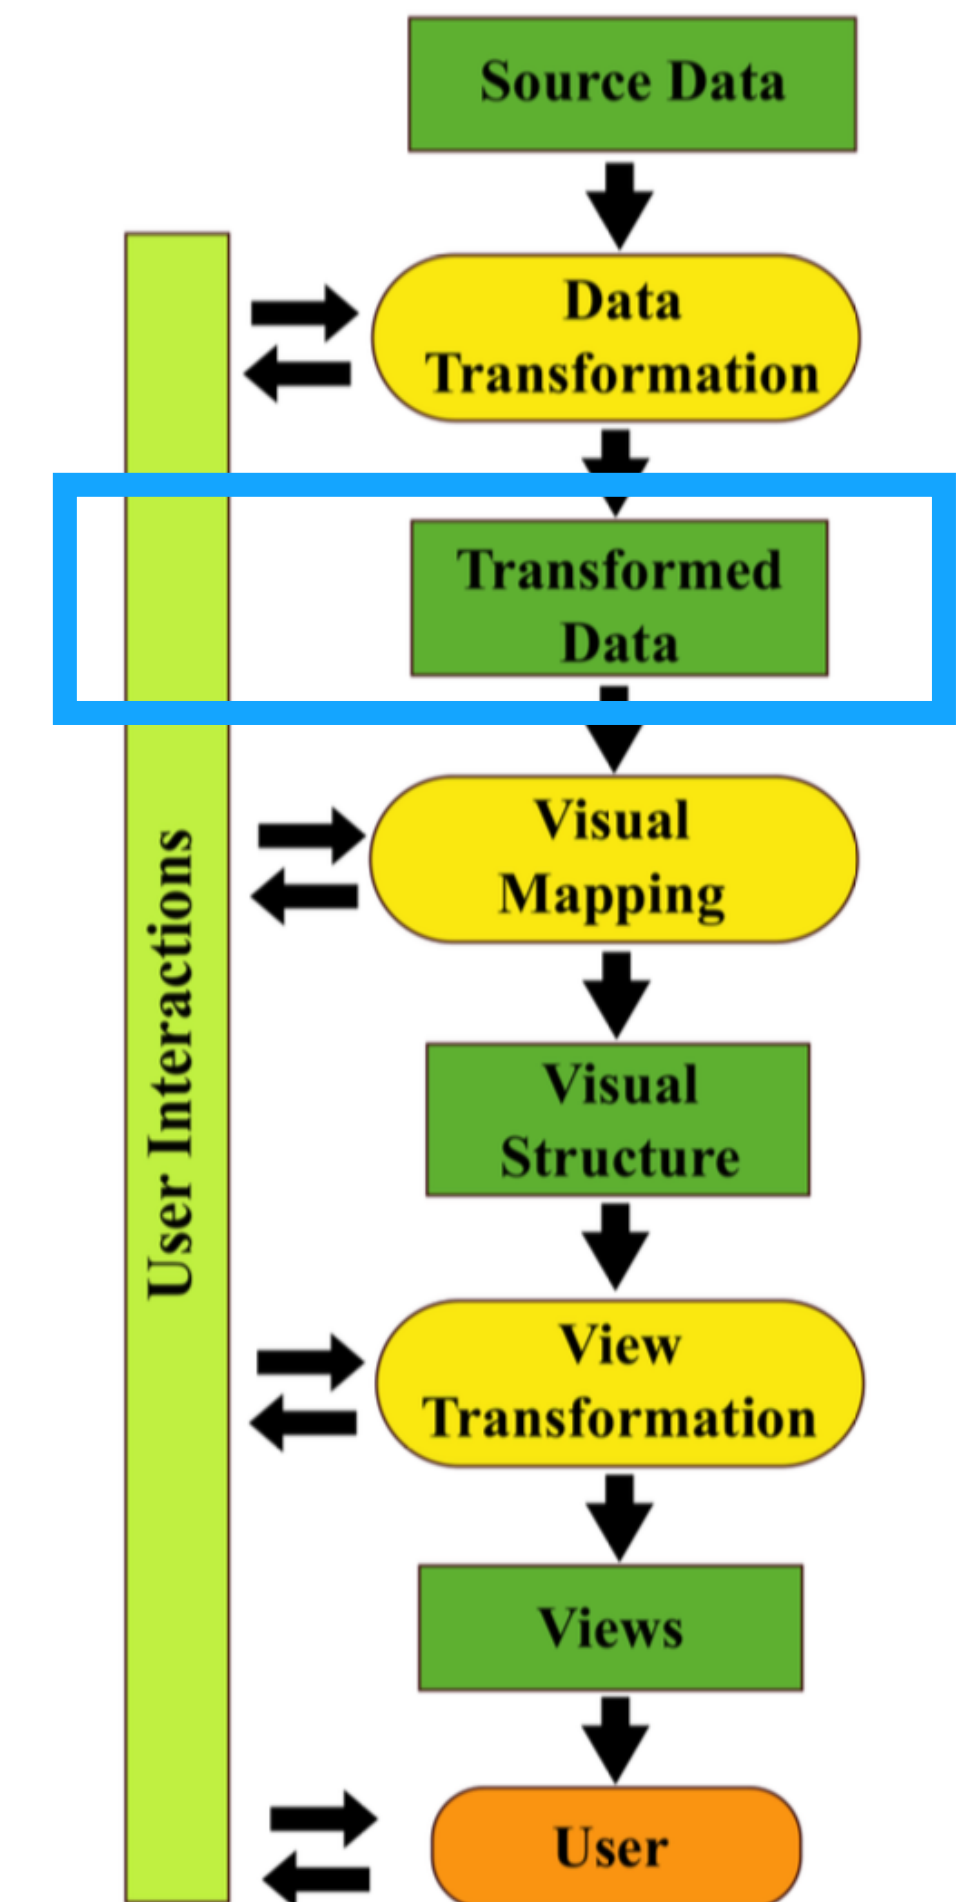 Source Data
Data
Transformation
Transformed
Data
Visual
Mapping
User Interactions
Visual
Structure
View
Transformation
Views
User